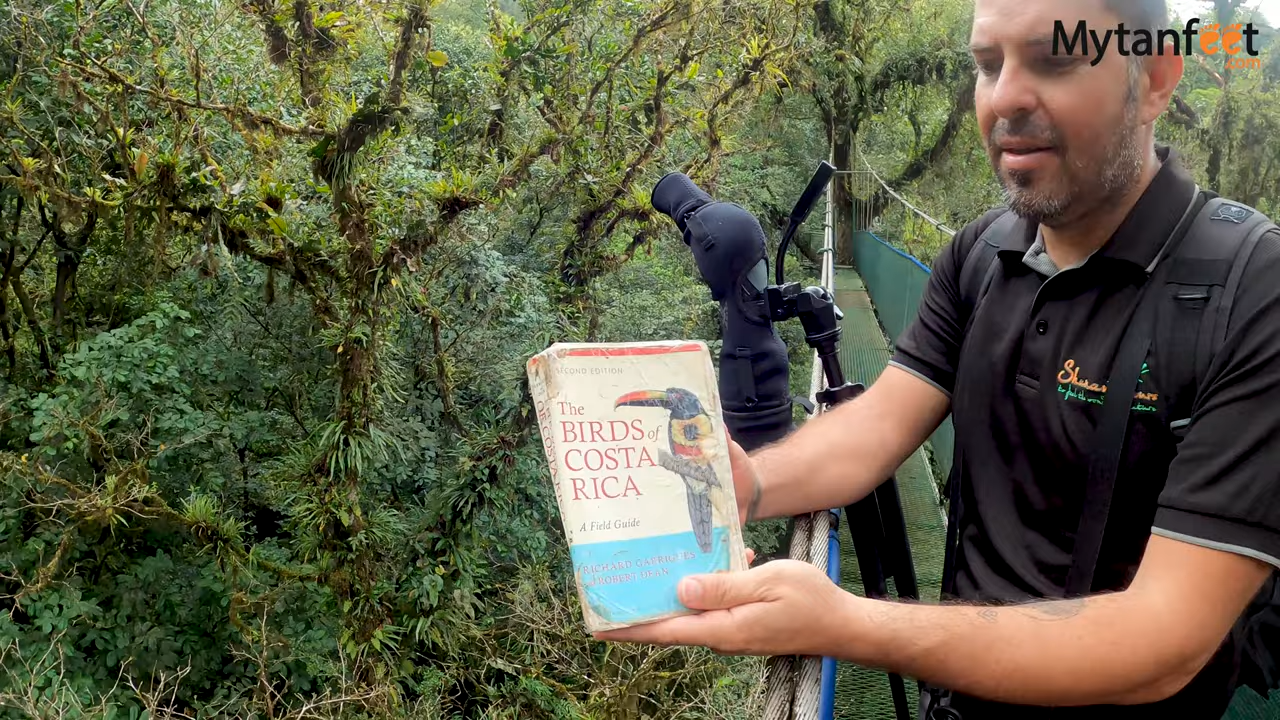 Mytanfeet
.com
SECOND EDITION
The
BIRDS of
COSTA
RICA
A Field Guide
RICHARD GARRIGUES
ROBERT DEAN